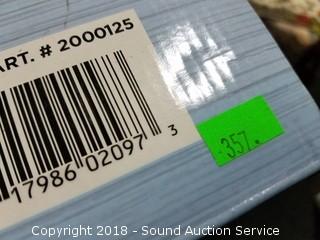 ART. # 2000125
17986 02097 3
357.
Copyright 2018 - Sound Auction Service